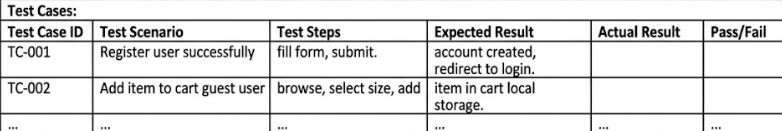 Test Cases:
Test Case ID Test Scenario Test Steps Expected Result Actual Result Pass/Fail
TC-001 Register user successfully fill form, submit. account created,
redirect to login.
TC-002 Add item to cart guest user browse, select size, add item in cart local
storage.
... ... ... ... ... ...